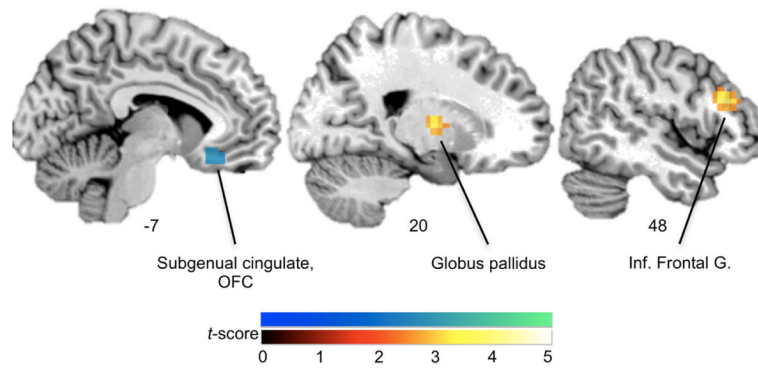 -7
20
48
Subgenual cingulate,
OFC
Globus pallidus
Inf. Frontal G.
t-score
0 1 2 3 4 5